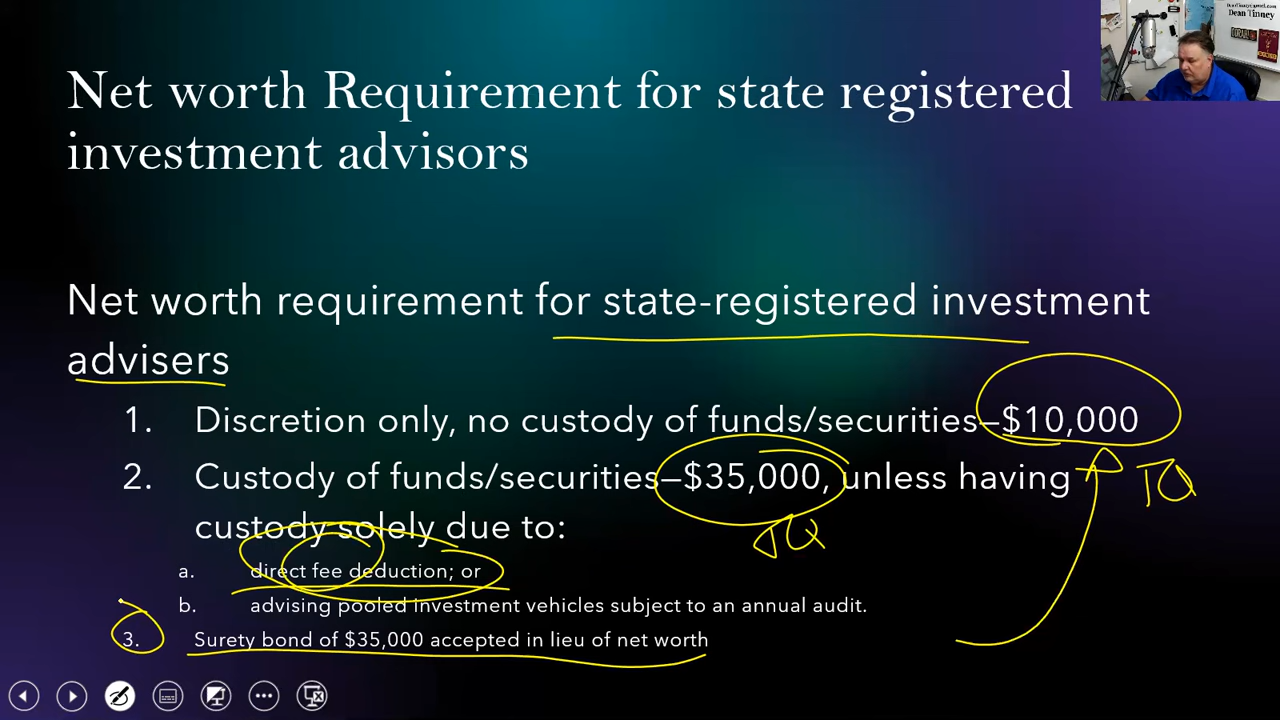 Dean Tinney
Net worth Requirement for state registered
investment advisors
Net worth requirement for state-registered investment
advisers
1. Discretion only, no custody of funds/securities–$10,000
2. Custody of funds/securities–$35,000, unless having
TQ
custody solely due to:
TQ
a. direct fee deduction; or
b. advising pooled investment vehicles subject to an annual audit.
3. Surety bond of $35,000 accepted in lieu of net worth